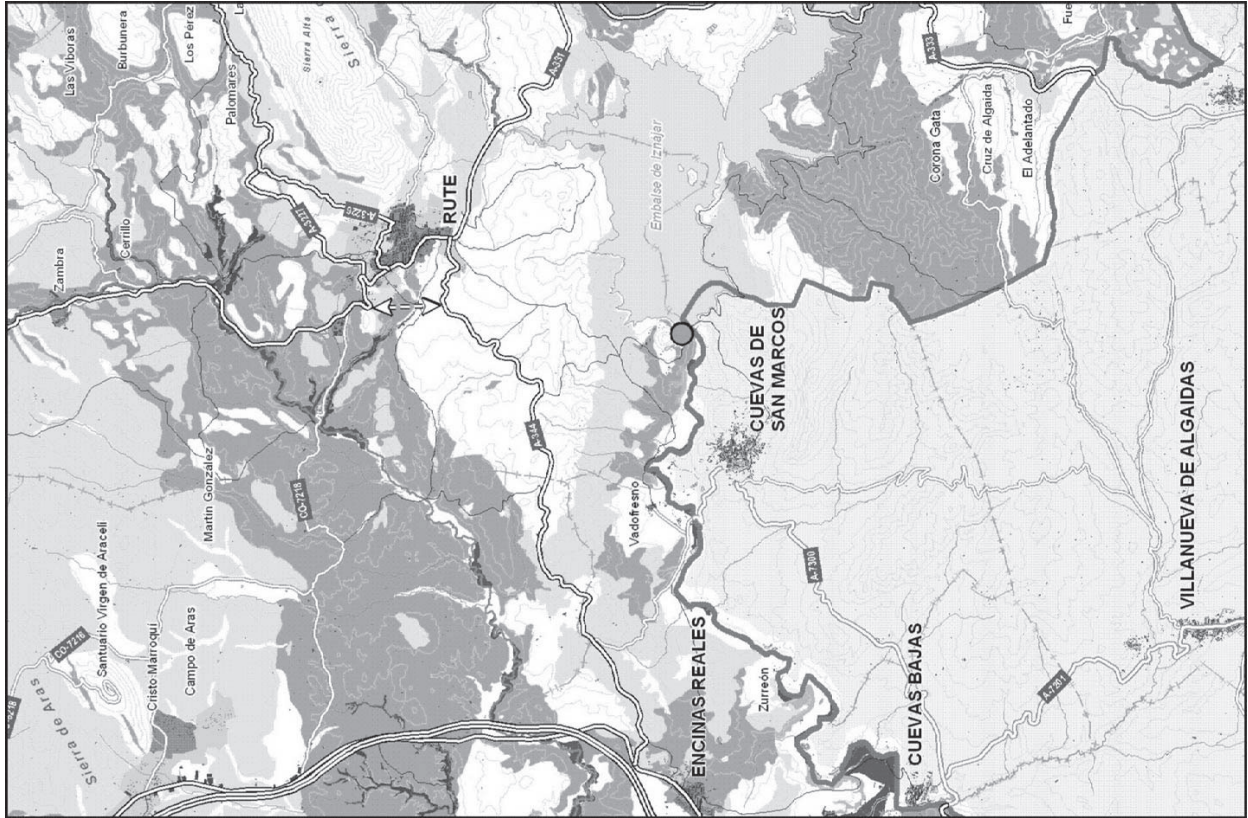 Las Víboras
Burbunera
Los Pérez
La
Sierra Alta
Sierra
Palomares
Zambra
Cerrillo
A-3226
RUTE
A-331
A-344
CO-7218
Martín González
Santuario Virgen de Araceli
CO-7216
Sierra de Aras
Cristo Marroquí
Campo de Aras
Embalse de Iznájar
A-333
Fue
Corona Gata
Cruz de Algaida
El Adelantado
CUEVAS DE
SAN MARCOS
Vadofresno
ENCINAS REALES
Zurreón
A-7300
CUEVAS BAJAS
A-7201
VILLANUEVA DE ALGAIDAS